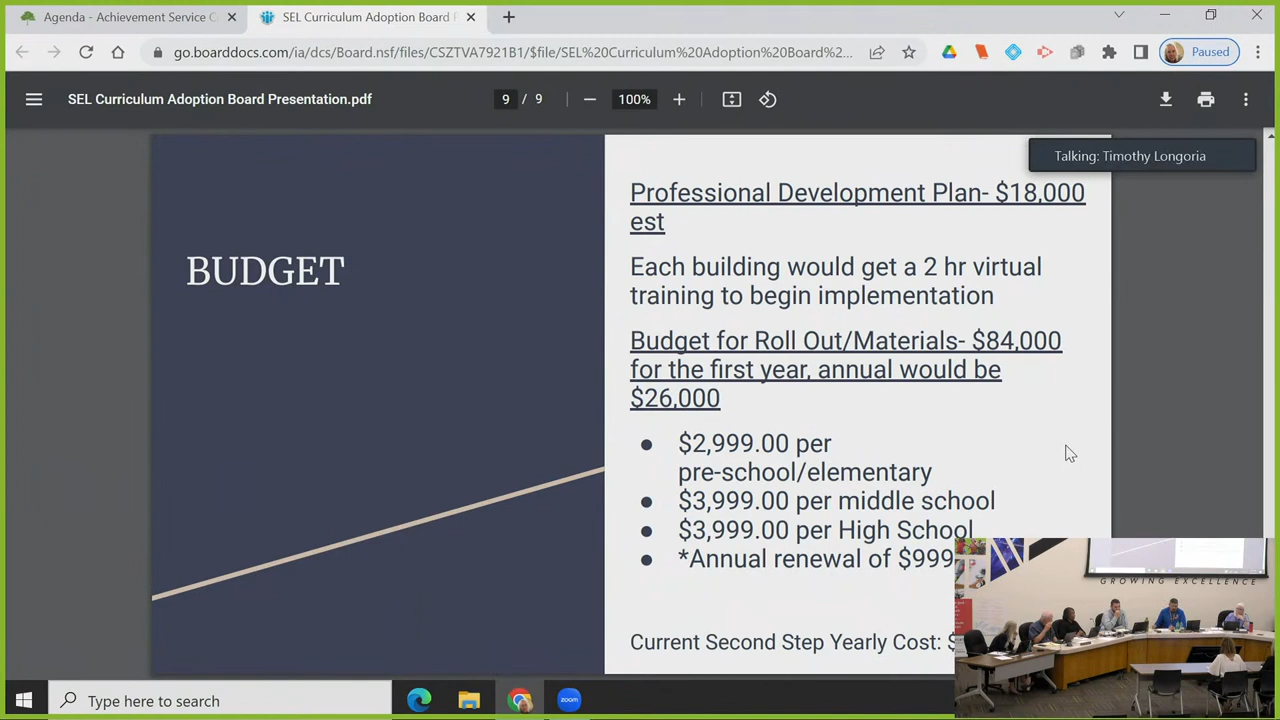 Agenda - Achievement Service C
SEL Curriculum Adoption Board P
go.boarddocs.com/ia/dcs/Board.nsf/files/CSZTVA7921B1/$file/SEL%20Curriculum%20Adoption%20Board%2...
Paused
SEL Curriculum Adoption Board Presentation.pdf
9 / 9
100%
Talking: Timothy Longoria
BUDGET
Professional Development Plan- $18,000
est
Each building would get a 2 hr virtual
training to begin implementation
Budget for Roll Out/Materials- $84,000
for the first year, annual would be
$26,000
● $2,999.00 per
pre-school/elementary
● $3,999.00 per middle school
● $3,999.00 per High School
● *Annual renewal of $999
Current Second Step Yearly Cost: $
GROWING EXCELLENCE
Type here to search
zoom